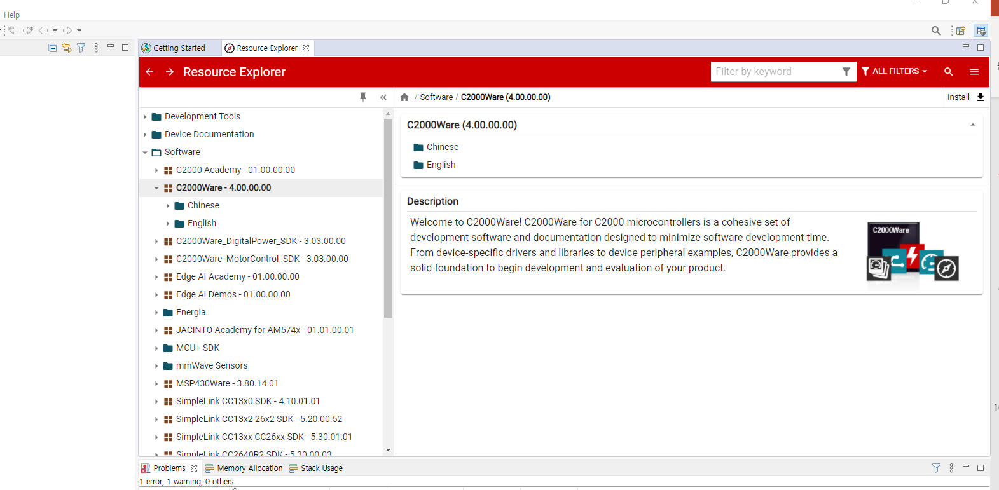 Help
Getting Started
Resource Explorer
Resource Explorer
Filter by keyword
ALL FILTERS
/ Software / C2000Ware (4.00.00.00)
Install
Development Tools
Device Documentation
Software
C2000 Academy - 01.00.00.00
C2000Ware - 4.00.00.00
Chinese
English
C2000Ware_DigitalPower_SDK - 3.03.00.00
C2000Ware_MotorControl_SDK - 3.03.00.00
Edge AI Academy - 01.00.00.00
Edge AI Demos - 01.00.00.00
Energia
JACINTO Academy for AM574x - 01.01.00.01
MCU+ SDK
mmWave Sensors
MSP430Ware - 3.80.14.01
SimpleLink CC13x0 SDK - 4.10.01.01
SimpleLink CC13x2 26x2 SDK - 5.20.00.52
SimpleLink CC13xx CC26xx SDK - 5.30.01.01
SimpleLink CC2640R2 SDK - 5.30.00.03
C2000Ware (4.00.00.00)
Chinese
English
Description
Welcome to C2000Ware! C2000Ware for C2000 microcontrollers is a cohesive set of
development software and documentation designed to minimize software development time.
From device-specific drivers and libraries to device peripheral examples, C2000Ware provides a
solid foundation to begin development and evaluation of your product.
C2000Ware
Problems
Memory Allocation
Stack Usage
1 error, 1 warning, 0 others